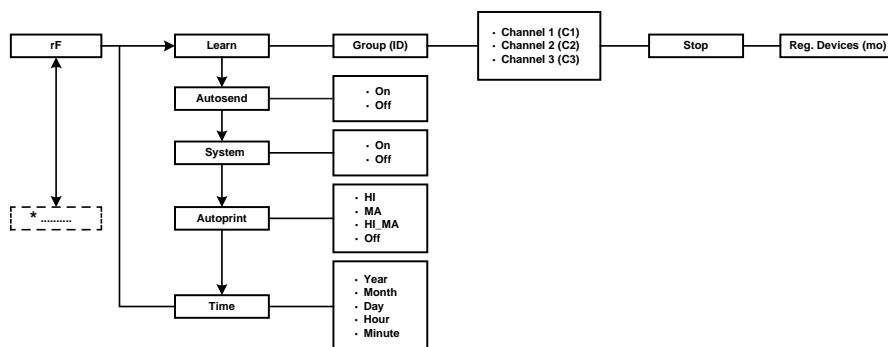 rF
Learn
Group (ID)
· Channel 1 (C1)
· Channel 2 (C2)
· Channel 3 (C3)
Stop
Reg. Devices (mo)
Autosend
· On
· Off
System
· On
· Off
* ..........
Autoprint
· HI
· MA
· HI_MA
· Off
Time
· Year
· Month
· Day
· Hour
· Minute